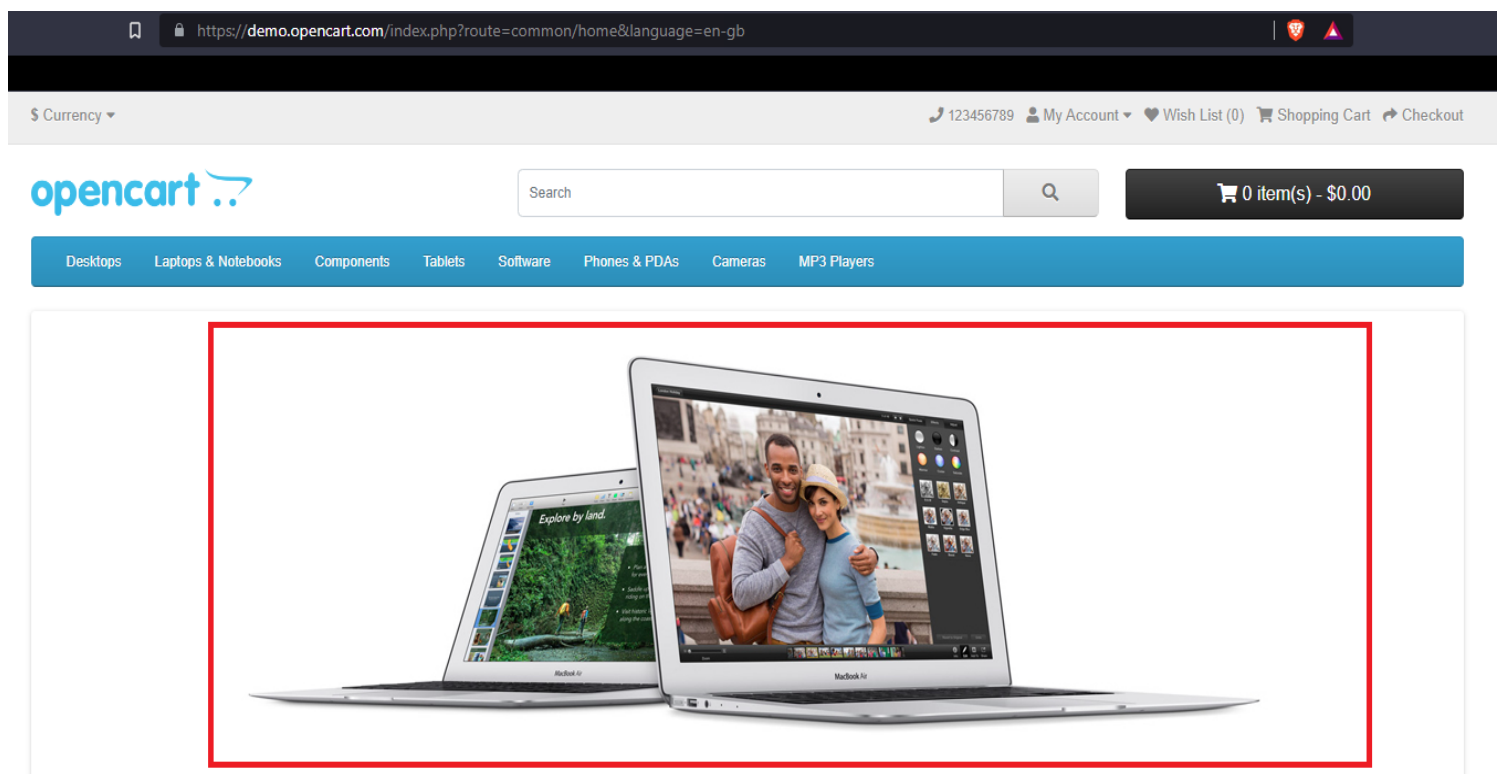 https://demo.opencart.com/index.php?route=common/home&language=en-gb
$ Currency
123456789 My Account Wish List (0) Shopping Cart Checkout
opencart
Search
0 item(s) - $0.00
Desktops Laptops & Notebooks Components Tablets Software Phones & PDAs Cameras MP3 Players
Explore by land.
MacBook Air
MacBook Air